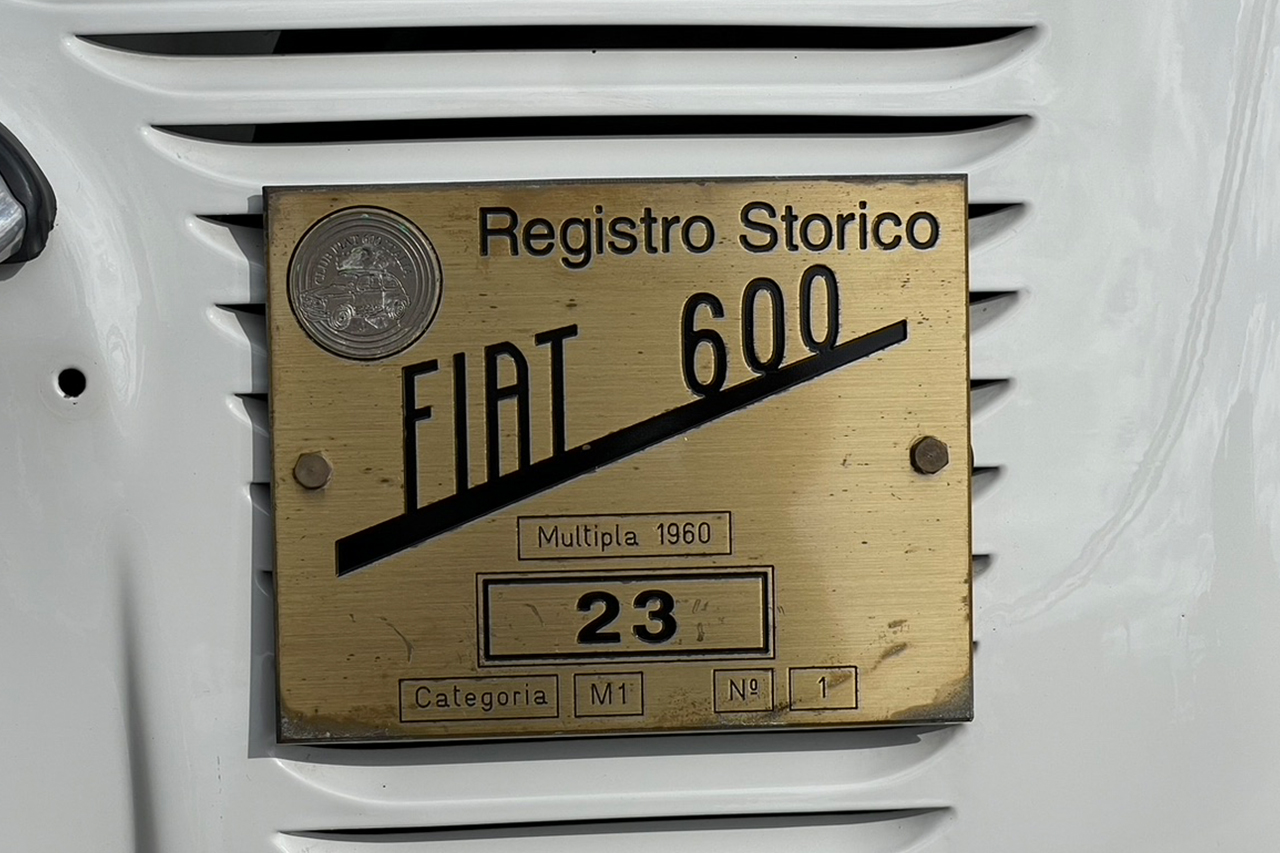 Registro Storico
FIAT 600
Multipla 1960
23
Categoria M1 Nº 1